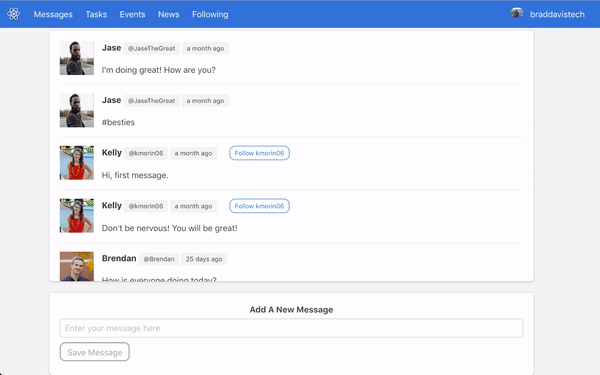 Messages Tasks Events News Following braddavistech
Jase @JaseTheGreat a month ago
I'm doing great! How are you?
Jase @JaseTheGreat a month ago
#besties
Kelly @kmorin06 a month ago Follow kmorin06
Hi, first message.
Kelly @kmorin06 a month ago Follow kmorin06
Don't be nervous! You will be great!
Brendan @Brendan 25 days ago
How is everyone doing today?
Add A New Message
Enter your message here
Save Message